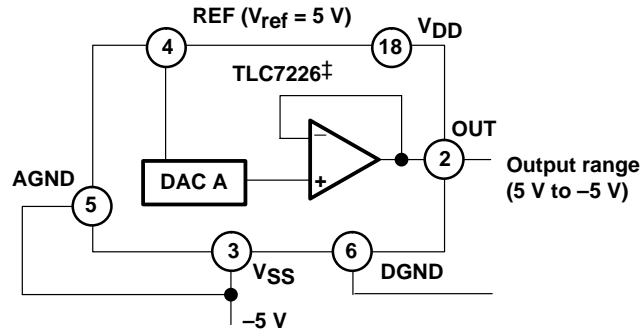 REF (Vref = 5 V)
4
18
VDD
TLC7226‡
OUT
–
2
Output range
(5 V to –5 V)
AGND
DAC A
+
5
3
6
VSS
DGND
–5 V